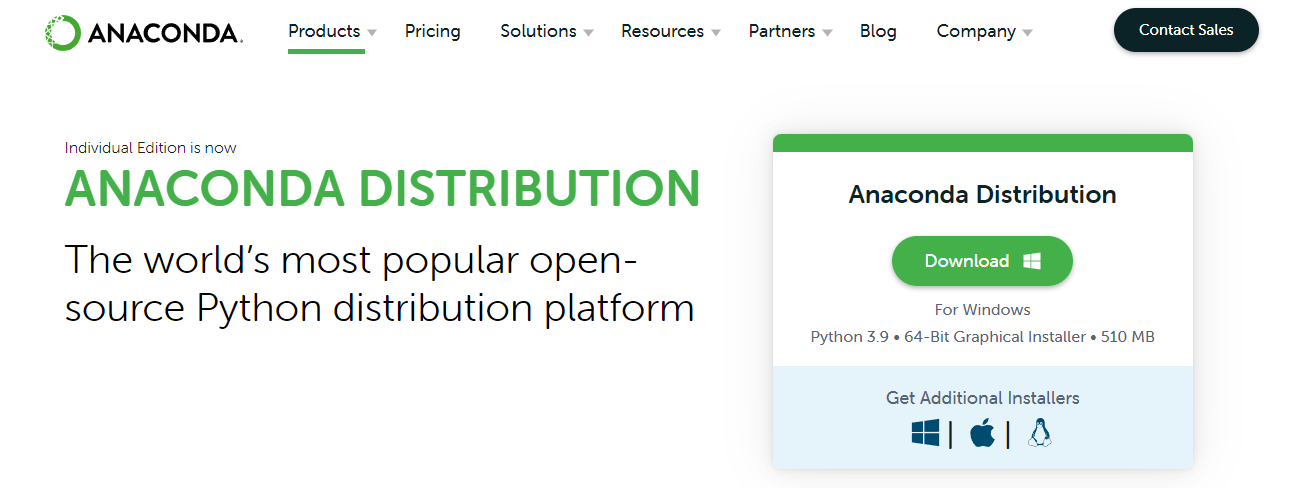 ANACONDA.
Products
Pricing
Solutions
Resources
Partners
Blog
Company
Contact Sales
Individual Edition is now
ANACONDA DISTRIBUTION
The world’s most popular open-
source Python distribution platform
Anaconda Distribution
Download
For Windows
Python 3.9 • 64-Bit Graphical Installer • 510 MB
Get Additional Installers
| |